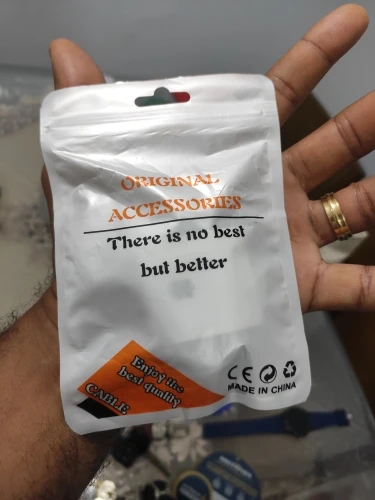 ORIGINAL
ACCESSORIES
There is no best
but better
Enjoy the
best quality
CABLE
CE
MADE IN CHINA